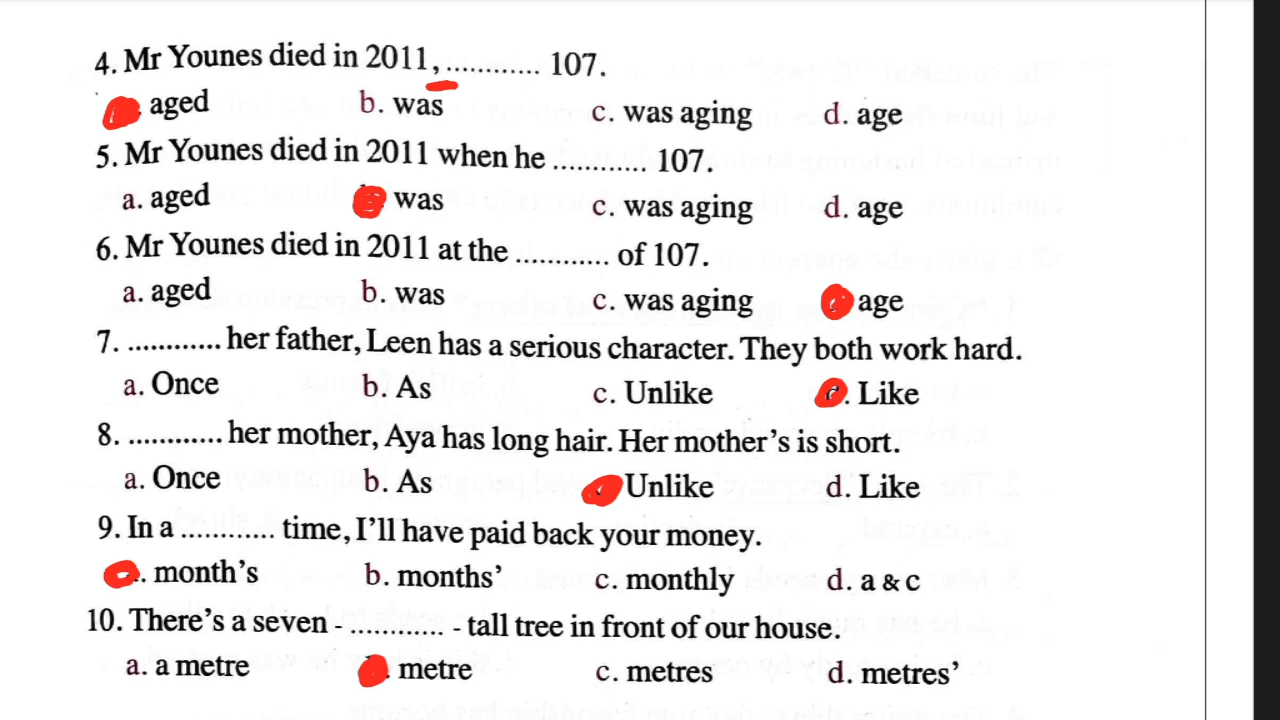 4. Mr Younes died in 2011, ............ 107.
aged b. was c. was aging d. age
5. Mr Younes died in 2011 when he ............ 107.
a. aged was c. was aging d. age
6. Mr Younes died in 2011 at the ............ of 107.
a. aged b. was c. was aging age
7. ............ her father, Leen has a serious character. They both work hard.
a. Once b. As c. Unlike Like
8. ............ her mother, Aya has long hair. Her mother's is short.
a. Once b. As Unlike d. Like
9. In a ............ time, I'll have paid back your money.
month's b. months' c. monthly d. a & c
10. There's a seven - ............ - tall tree in front of our house.
a. a metre metre c. metres d. metres'